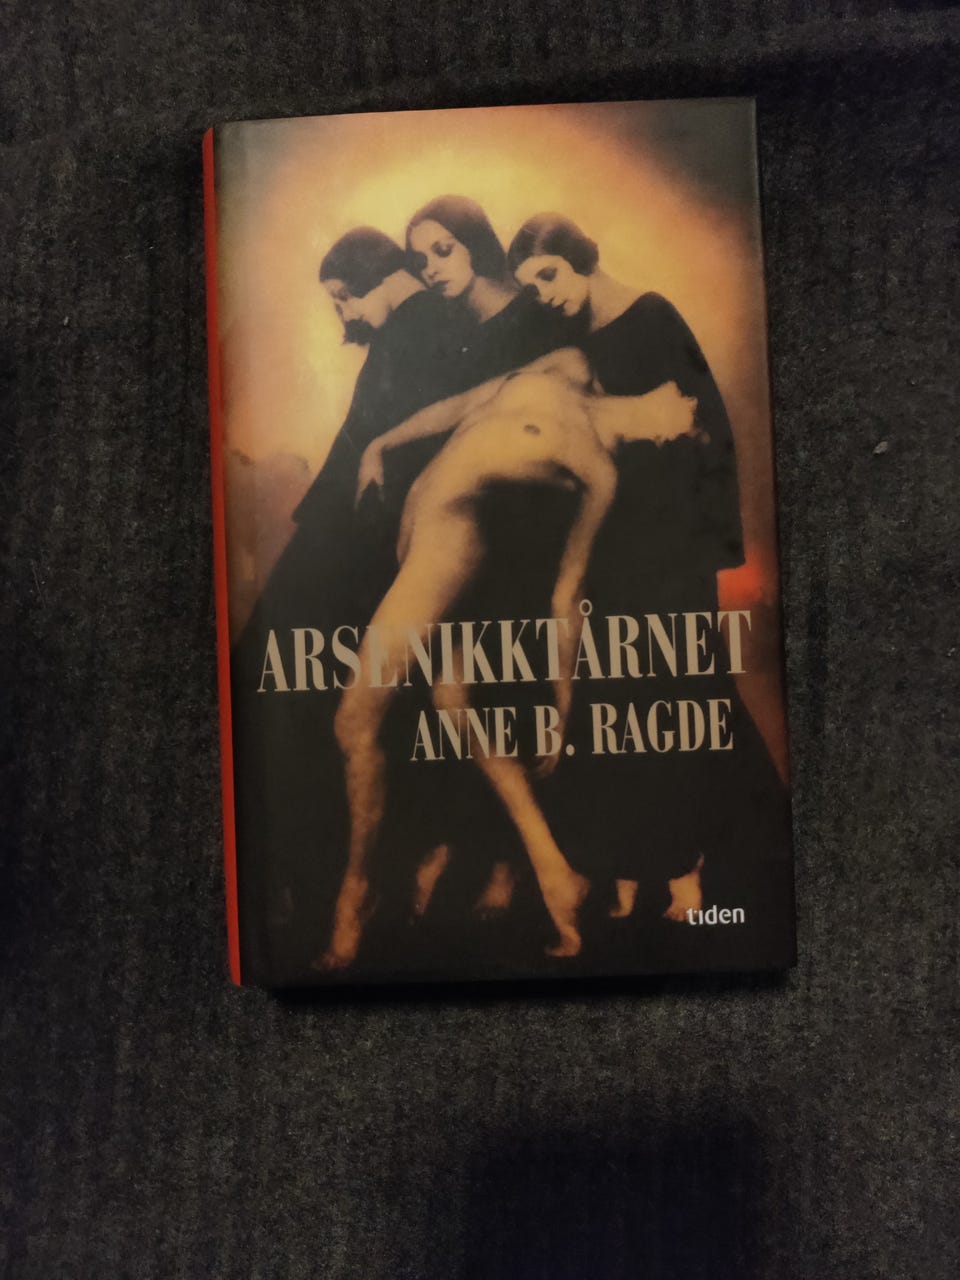 ARSENIKKTÅRNET
ANNE B. RAGDE
tiden